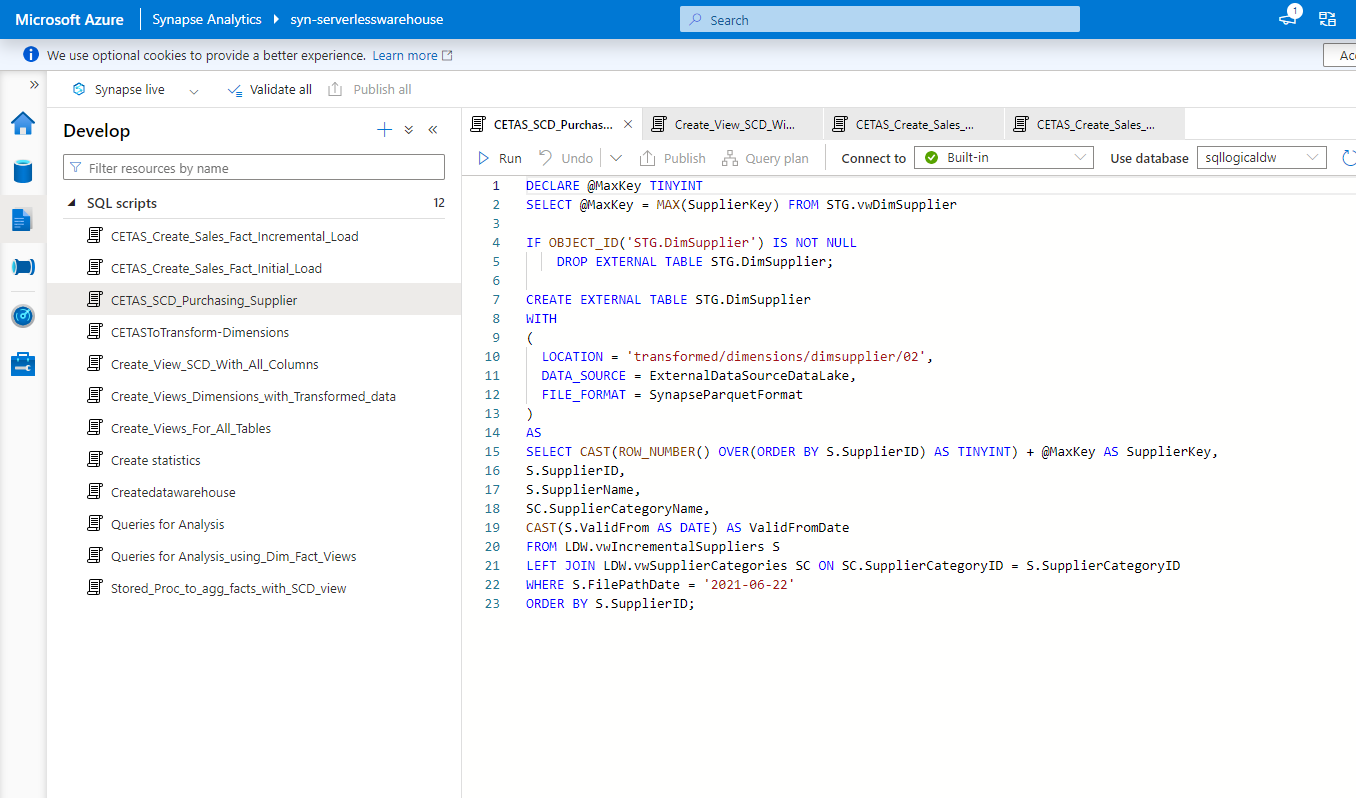 Microsoft Azure Synapse Analytics syn-serverlesswarehouse Search 1
We use optional cookies to provide a better experience. Learn more
Synapse live Validate all Publish all
Develop
Filter resources by name
SQL scripts 12
CETAS_Create_Sales_Fact_Incremental_Load
CETAS_Create_Sales_Fact_Initial_Load
CETAS_SCD_Purchasing_Supplier
CETASToTransform-Dimensions
Create_View_SCD_With_All_Columns
Create_Views_Dimensions_with_Transformed_data
Create_Views_For_All_Tables
Create statistics
Createdatawarehouse
Queries for Analysis
Queries for Analysis_using_Dim_Fact_Views
Stored_Proc_to_agg_facts_with_SCD_view
CETAS_SCD_Purchas... Create_View_SCD_Wi... CETAS_Create_Sales_... CETAS_Create_Sales_...
Run Undo Publish Query plan Connect to Built-in Use database sqllogicaldw
1 DECLARE @MaxKey TINYINT
2 SELECT @MaxKey = MAX(SupplierKey) FROM STG.vwDimSupplier
3
4 IF OBJECT_ID('STG.DimSupplier') IS NOT NULL
5 DROP EXTERNAL TABLE STG.DimSupplier;
6
7 CREATE EXTERNAL TABLE STG.DimSupplier
8 WITH
9 (
10 LOCATION = 'transformed/dimensions/dimsupplier/02',
11 DATA_SOURCE = ExternalDataSourceDataLake,
12 FILE_FORMAT = SynapseParquetFormat
13 )
14 AS
15 SELECT CAST(ROW_NUMBER() OVER(ORDER BY S.SupplierID) AS TINYINT) + @MaxKey AS SupplierKey,
16 S.SupplierID,
17 S.SupplierName,
18 SC.SupplierCategoryName,
19 CAST(S.ValidFrom AS DATE) AS ValidFromDate
20 FROM LDW.vwIncrementalSuppliers S
21 LEFT JOIN LDW.vwSupplierCategories SC ON SC.SupplierCategoryID = S.SupplierCategoryID
22 WHERE S.FilePathDate = '2021-06-22'
23 ORDER BY S.SupplierID;